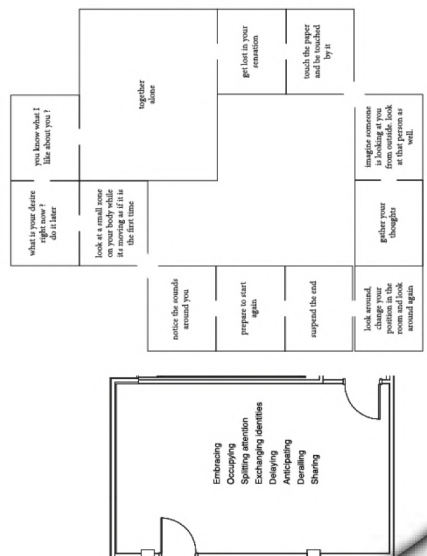 Embracing
Occupying
Splitting attention
Exchanging identities
Delaying
Anticipating
Derailing
Sharing
what is your desire
right now ?
do it later
you know what I
like about you ?
look at a small zone
on your body while
its moving as if it is
the first time
together
alone
notice the sounds
around you
prepare to start
again
get lost in your
sensation
suspend the end
touch the paper
and be touched
by it
look around,
change your
position in the
room and look
around again
gather your
thoughts
imagine someone
is looking at you
from outside. look
at that person as
well.